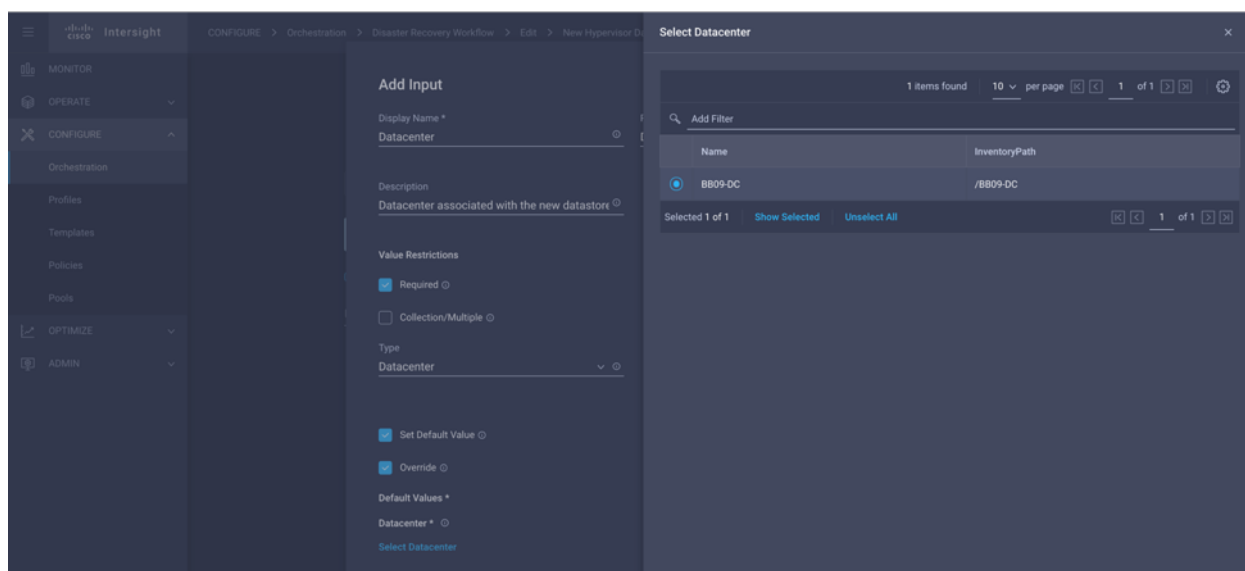 cisco Intersight
CONFIGURE > Orchestration > Disaster Recovery Workflow > Edit > New Hypervisor Da
MONITOR
OPERATE
CONFIGURE
Orchestration
Profiles
Templates
Policies
Pools
OPTIMIZE
ADMIN
Add Input
Display Name *
Datacenter
Description
Datacenter associated with the new datastore
Value Restrictions
Required
Collection/Multiple
Type
Datacenter
Set Default Value
Override
Default Values *
Datacenter *
Select Datacenter
Select Datacenter
1 items found 10 per page 1 of 1
Add Filter
Name InventoryPath
BB09-DC /BB09-DC
Selected 1 of 1 Show Selected Unselect All 1 of 1